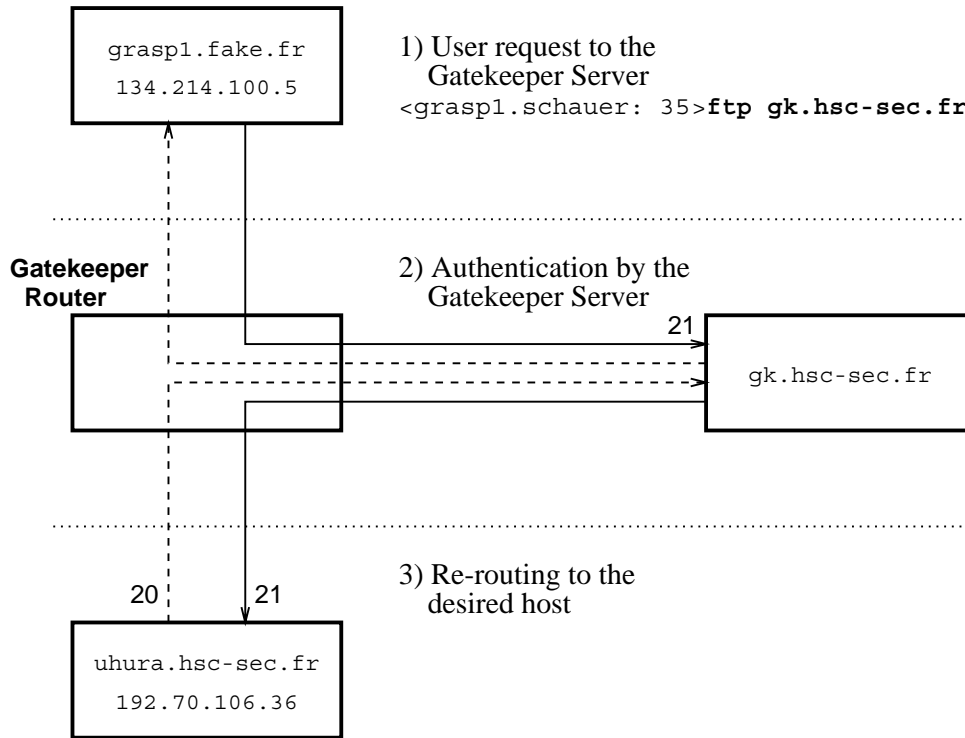 grasp1.fake.fr
134.214.100.5
1) User request to the
Gatekeeper Server
<grasp1.schauer: 35>ftp gk.hsc-sec.fr
Gatekeeper
Router
2) Authentication by the
Gatekeeper Server
21
gk.hsc-sec.fr
3) Re-routing to the
desired host
20
21
uhura.hsc-sec.fr
192.70.106.36